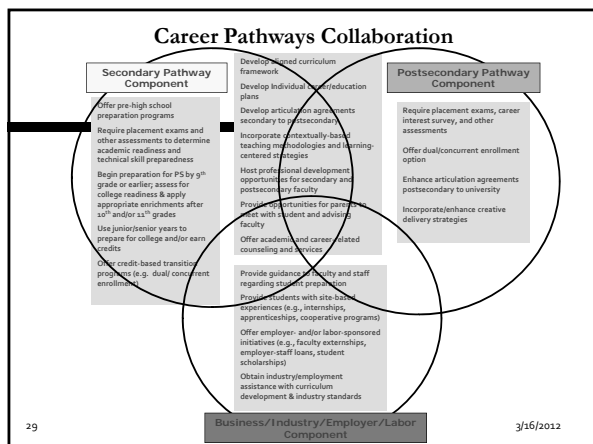 Career Pathways Collaboration
Secondary Pathway
Component
Offer pre-high school
preparation programs
Require placement exams and
other assessments to determine
academic readiness and
technical skill preparedness
Begin preparation for PS by 9th
grade or earlier; assess for
college readiness & apply
appropriate enrichments after
10th and/or 11th grades
Use junior/senior years to
prepare for college and/or earn
credits
Offer credit-based transition
programs (e.g. dual/ concurrent
enrollment)
Develop aligned curriculum
framework
Develop Individual career/education
plans
Develop articulation agreements
secondary to postsecondary
Incorporate contextually-based
teaching methodologies and learning-
centered strategies
Host professional development
opportunities for secondary and
postsecondary faculty
Provide opportunities for parents to
meet with student and advising
faculty
Offer academic and career-related
counseling and services
Postsecondary Pathway
Component
Require placement exams, career
interest survey, and other
assessments
Offer dual/concurrent enrollment
option
Enhance articulation agreements
postsecondary to university
Incorporate/enhance creative
delivery strategies
Provide guidance to faculty and staff
regarding student preparation
Provide students with site-based
experiences (e.g., internships,
apprenticeships, cooperative programs)
Offer employer- and/or labor-sponsored
initiatives (e.g., faculty externships,
employer-staff loans, student
scholarships)
Obtain industry/employment
assistance with curriculum
development & industry standards
Business/Industry/Employer/Labor
Component
29
3/16/2012